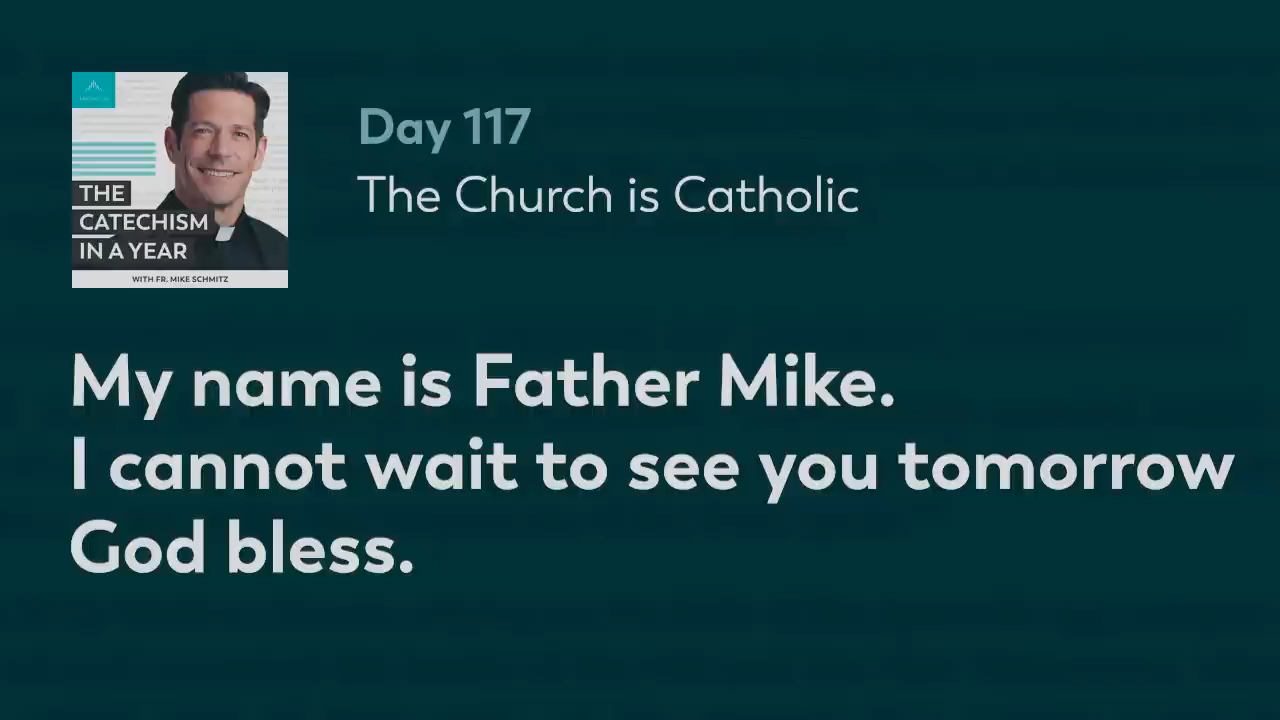 Day 117
The Church is Catholic
THE
CATECHISM
IN A YEAR
WITH FR. MIKE SCHMITZ
My name is Father Mike.
I cannot wait to see you tomorrow
God bless.